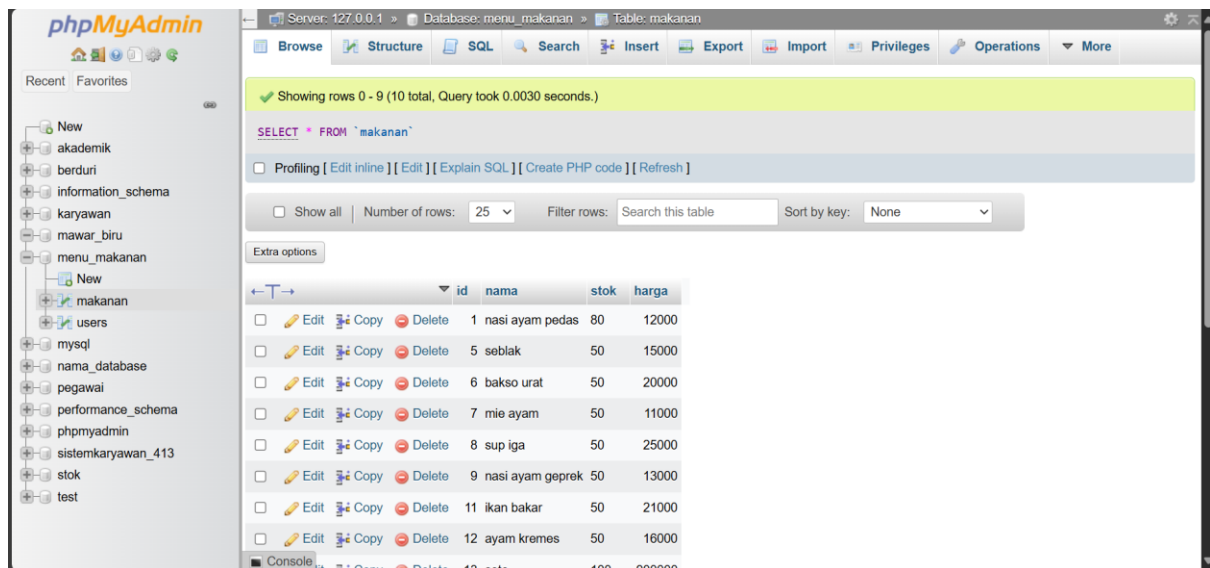 phpMyAdmin
Recent Favorites
New
akademik
berduri
information_schema
karyawan
mawar_biru
menu_makanan
New
makanan
users
mysql
nama_database
pegawai
performance_schema
phpmyadmin
sistemkaryawan_413
stok
test
Server: 127.0.0.1 » Database: menu_makanan » Table: makanan
Browse Structure SQL Search Insert Export Import Privileges Operations More
Showing rows 0 - 9 (10 total, Query took 0.0030 seconds.)
SELECT * FROM `makanan`
Profiling [ Edit inline ] [ Edit ] [ Explain SQL ] [ Create PHP code ] [ Refresh ]
Show all | Number of rows: 25 Filter rows: Search this table Sort by key: None
Extra options
←T→ id nama stok harga
Edit Copy Delete 1 nasi ayam pedas 80 12000
Edit Copy Delete 5 seblak 50 15000
Edit Copy Delete 6 bakso urat 50 20000
Edit Copy Delete 7 mie ayam 50 11000
Edit Copy Delete 8 sup iga 50 25000
Edit Copy Delete 9 nasi ayam geprek 50 13000
Edit Copy Delete 11 ikan bakar 50 21000
Edit Copy Delete 12 ayam kremes 50 16000
Console